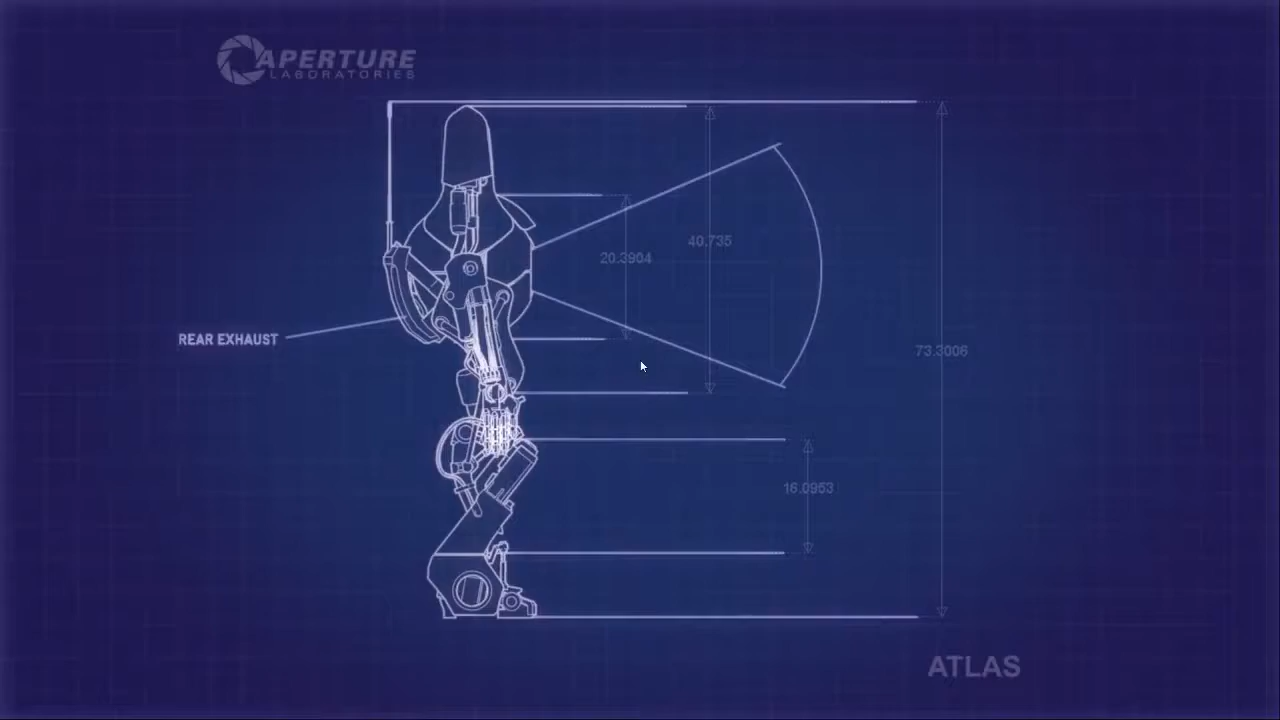 APERTURE
LABORATORIES
40.735
20.3904
REAR EXHAUST
73.3006
16.0953
ATLAS